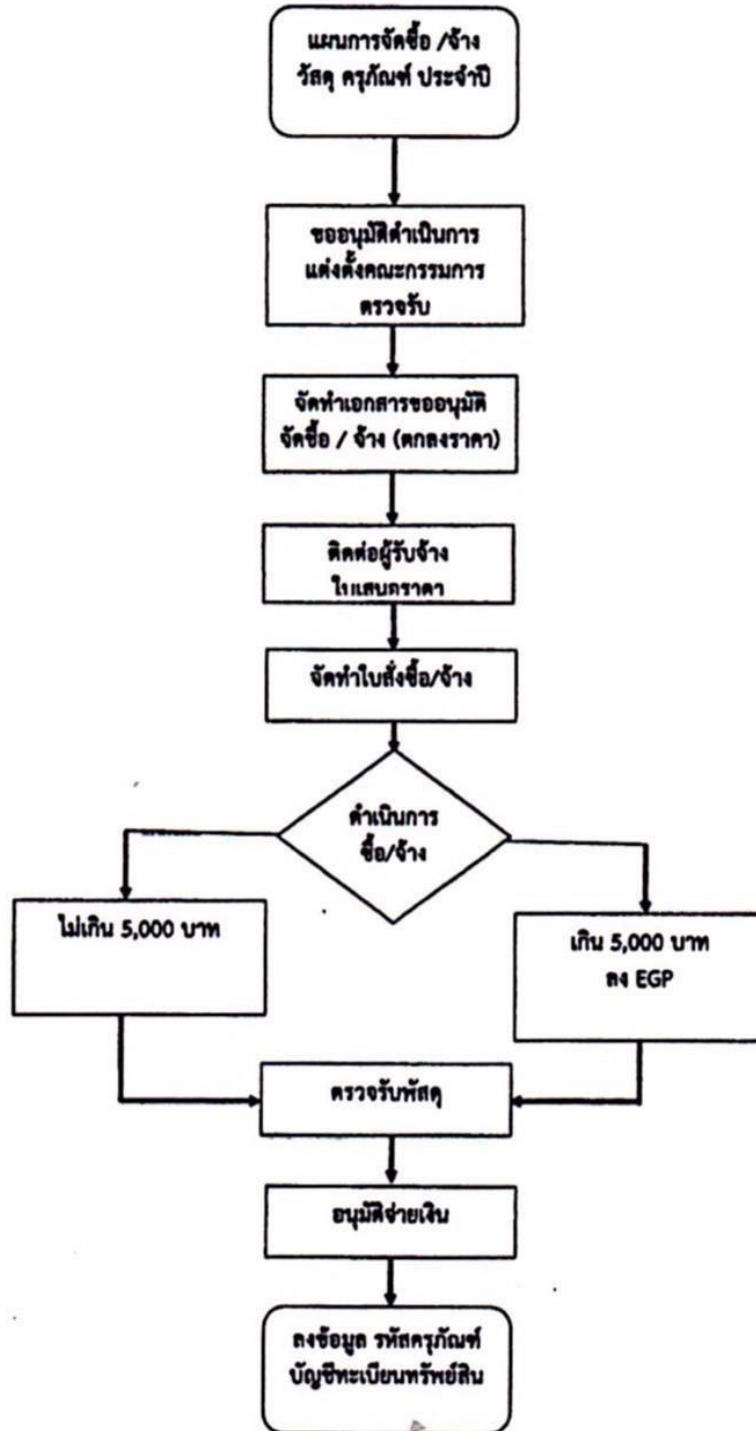 แผนการจัดซื้อ /จ้าง
วัสดุ ครุภัณฑ์ ประจำปี
ขออนุมัติดำเนินการ
แต่งตั้งคณะกรรมการ
ตรวจรับ
จัดทำเอกสารขออนุมัติ
จัดซื้อ / จ้าง (ตกลงราคา)
ติดต่อผู้รับจ้าง
ใบเสนอราคา
จัดทำใบสั่งซื้อ/จ้าง
ดำเนินการ
ซื้อ/จ้าง
ไม่เกิน 5,000 บาท
เกิน 5,000 บาท
ลง EGP
ตรวจรับพัสดุ
อนุมัติจ่ายเงิน
ลงข้อมูล รหัสครุภัณฑ์
บัญชีทะเบียนทรัพย์สิน